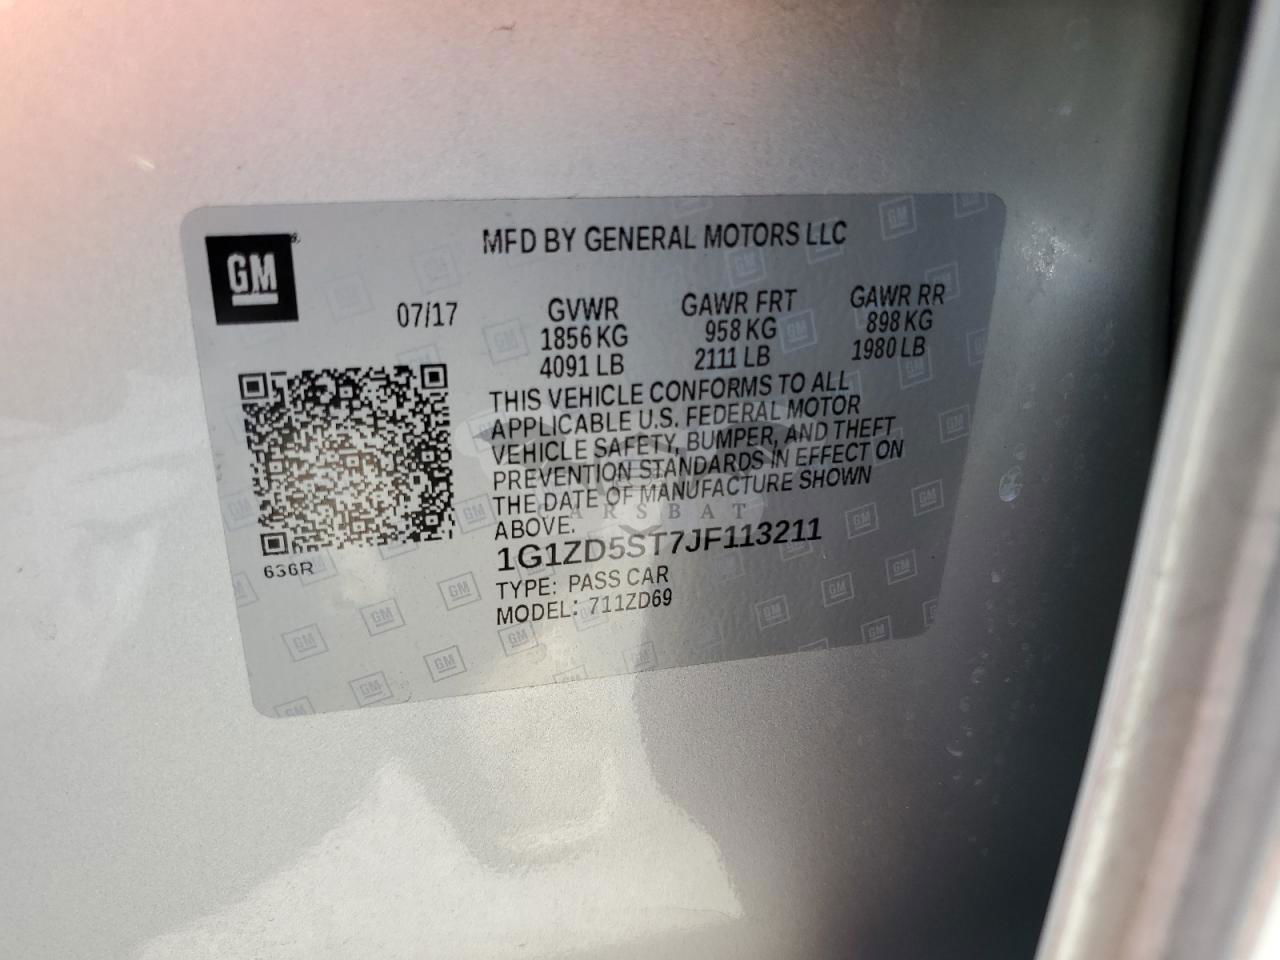 GM
MFD BY GENERAL MOTORS LLC
07/17
GVWR
1856 KG
4091 LB
GAWR FRT
958 KG
2111 LB
GAWR RR
898 KG
1980 LB
THIS VEHICLE CONFORMS TO ALL
APPLICABLE U.S. FEDERAL MOTOR
VEHICLE SAFETY, BUMPER, AND THEFT
PREVENTION STANDARDS IN EFFECT ON
THE DATE OF MANUFACTURE SHOWN
ABOVE.
CARSBAT
1G1ZD5ST7JF113211
TYPE: PASS CAR
MODEL: 711ZD69
636R